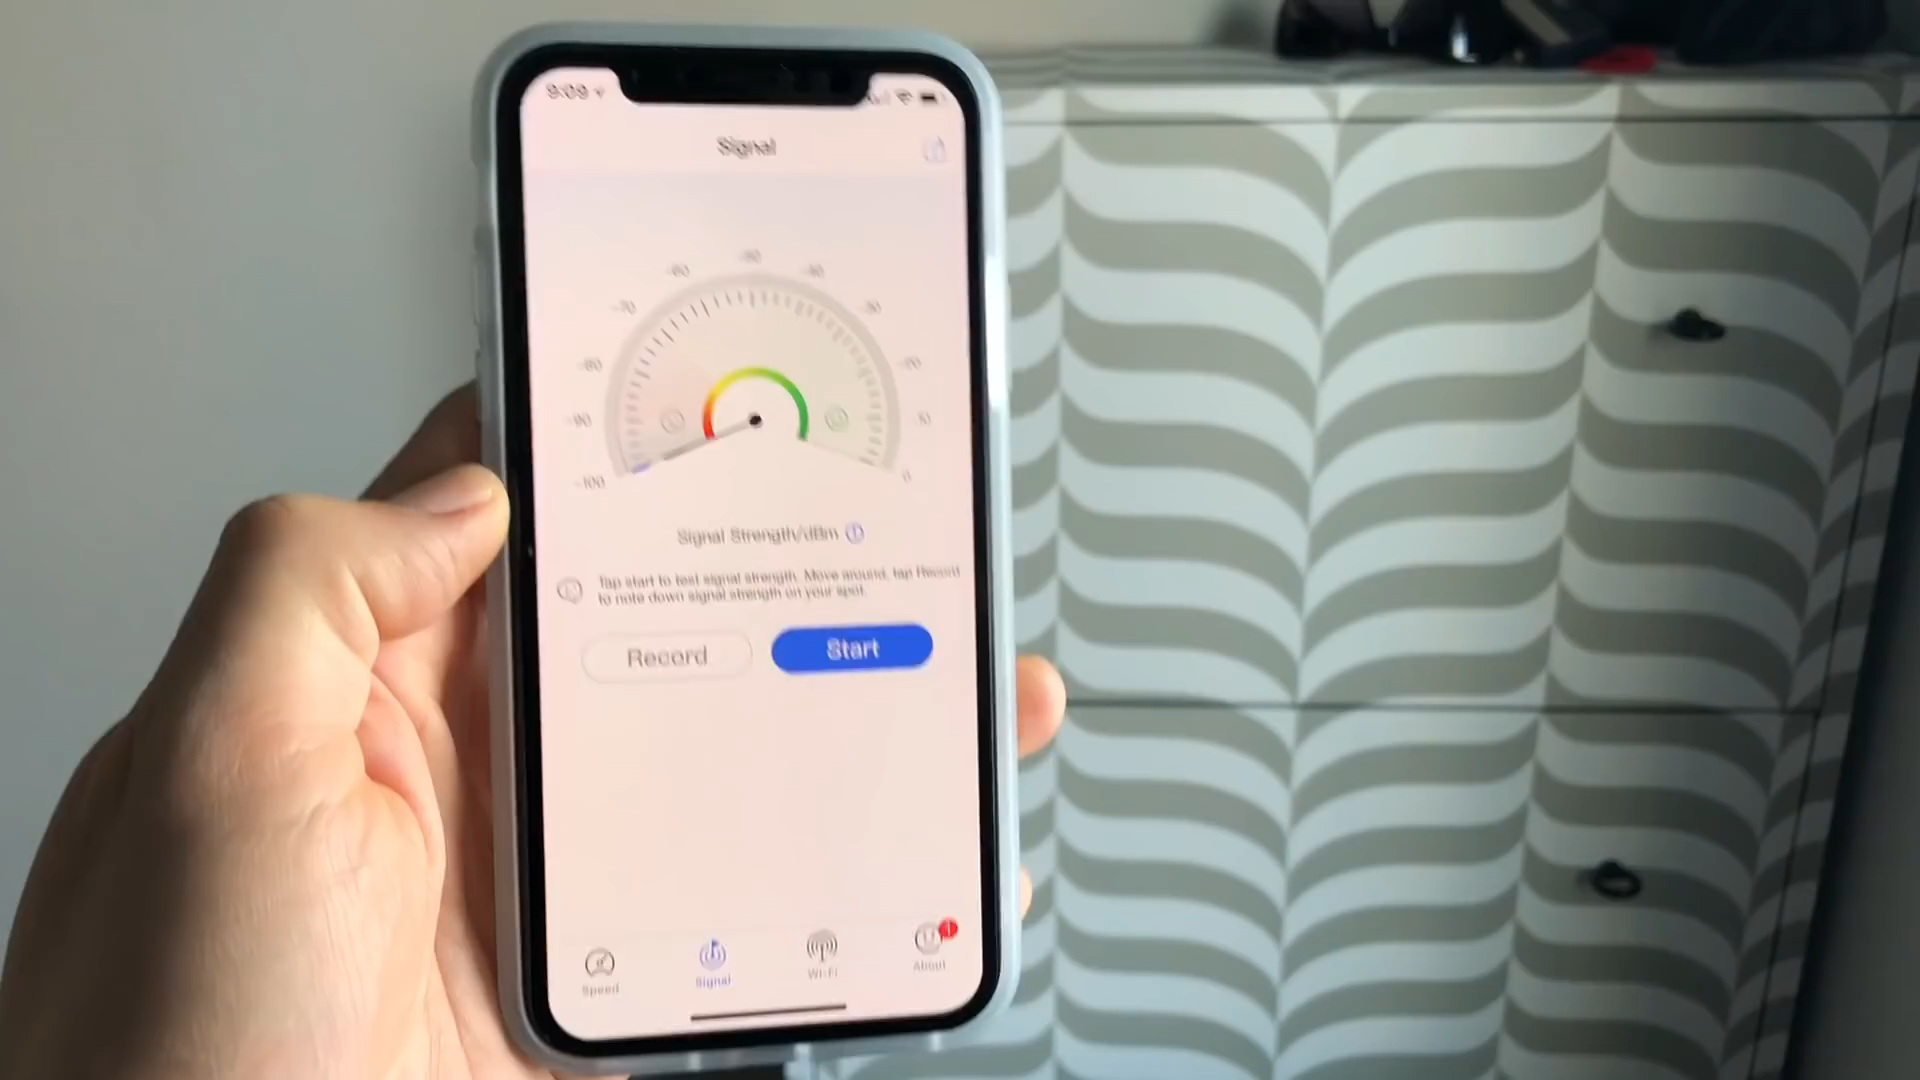 9:09
Signal
-50
-60
-40
-70
-30
-80
-20
-90
-10
-100
0
Signal Strength/dBm
Tap start to test signal strength. Move around, tap Record
to note down signal strength on your spot.
Record
Start
Speed
Signal
Wi-Fi
About